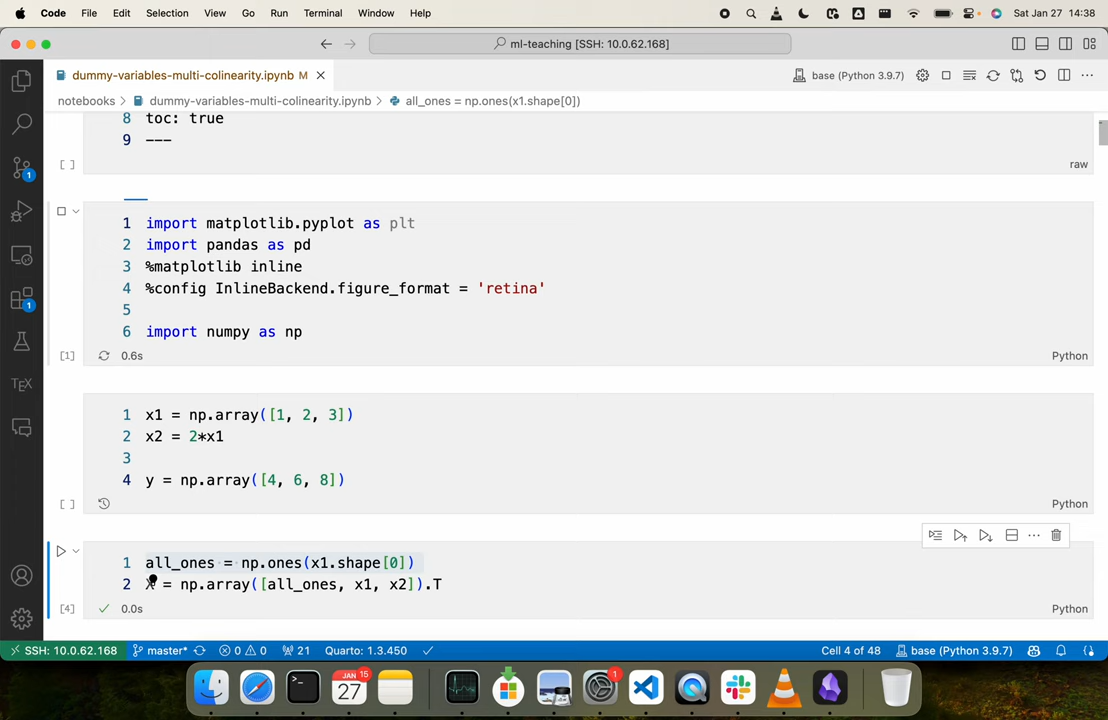 Code File Edit Selection View Go Run Terminal Window Help Sat Jan 27 14:38
ml-teaching [SSH: 10.0.62.168]
dummy-variables-multi-colinearity.ipynb M
base (Python 3.9.7)
notebooks > dummy-variables-multi-colinearity.ipynb > all_ones = np.ones(x1.shape[0])
8 toc: true
9 ---
[ ] raw
1 import matplotlib.pyplot as plt
2 import pandas as pd
3 %matplotlib inline
4 %config InlineBackend.figure_format = 'retina'
5
6 import numpy as np
[1] 0.6s Python
1 x1 = np.array([1, 2, 3])
2 x2 = 2*x1
3
4 y = np.array([4, 6, 8])
[ ] Python
1 all_ones = np.ones(x1.shape[0])
2 X = np.array([all_ones, x1, x2]).T
[4] 0.0s Python
1
1
TEX
SSH: 10.0.62.168 master* 0 0 21 Quarto: 1.3.450 Cell 4 of 48 base (Python 3.9.7)
JAN 15
27
1